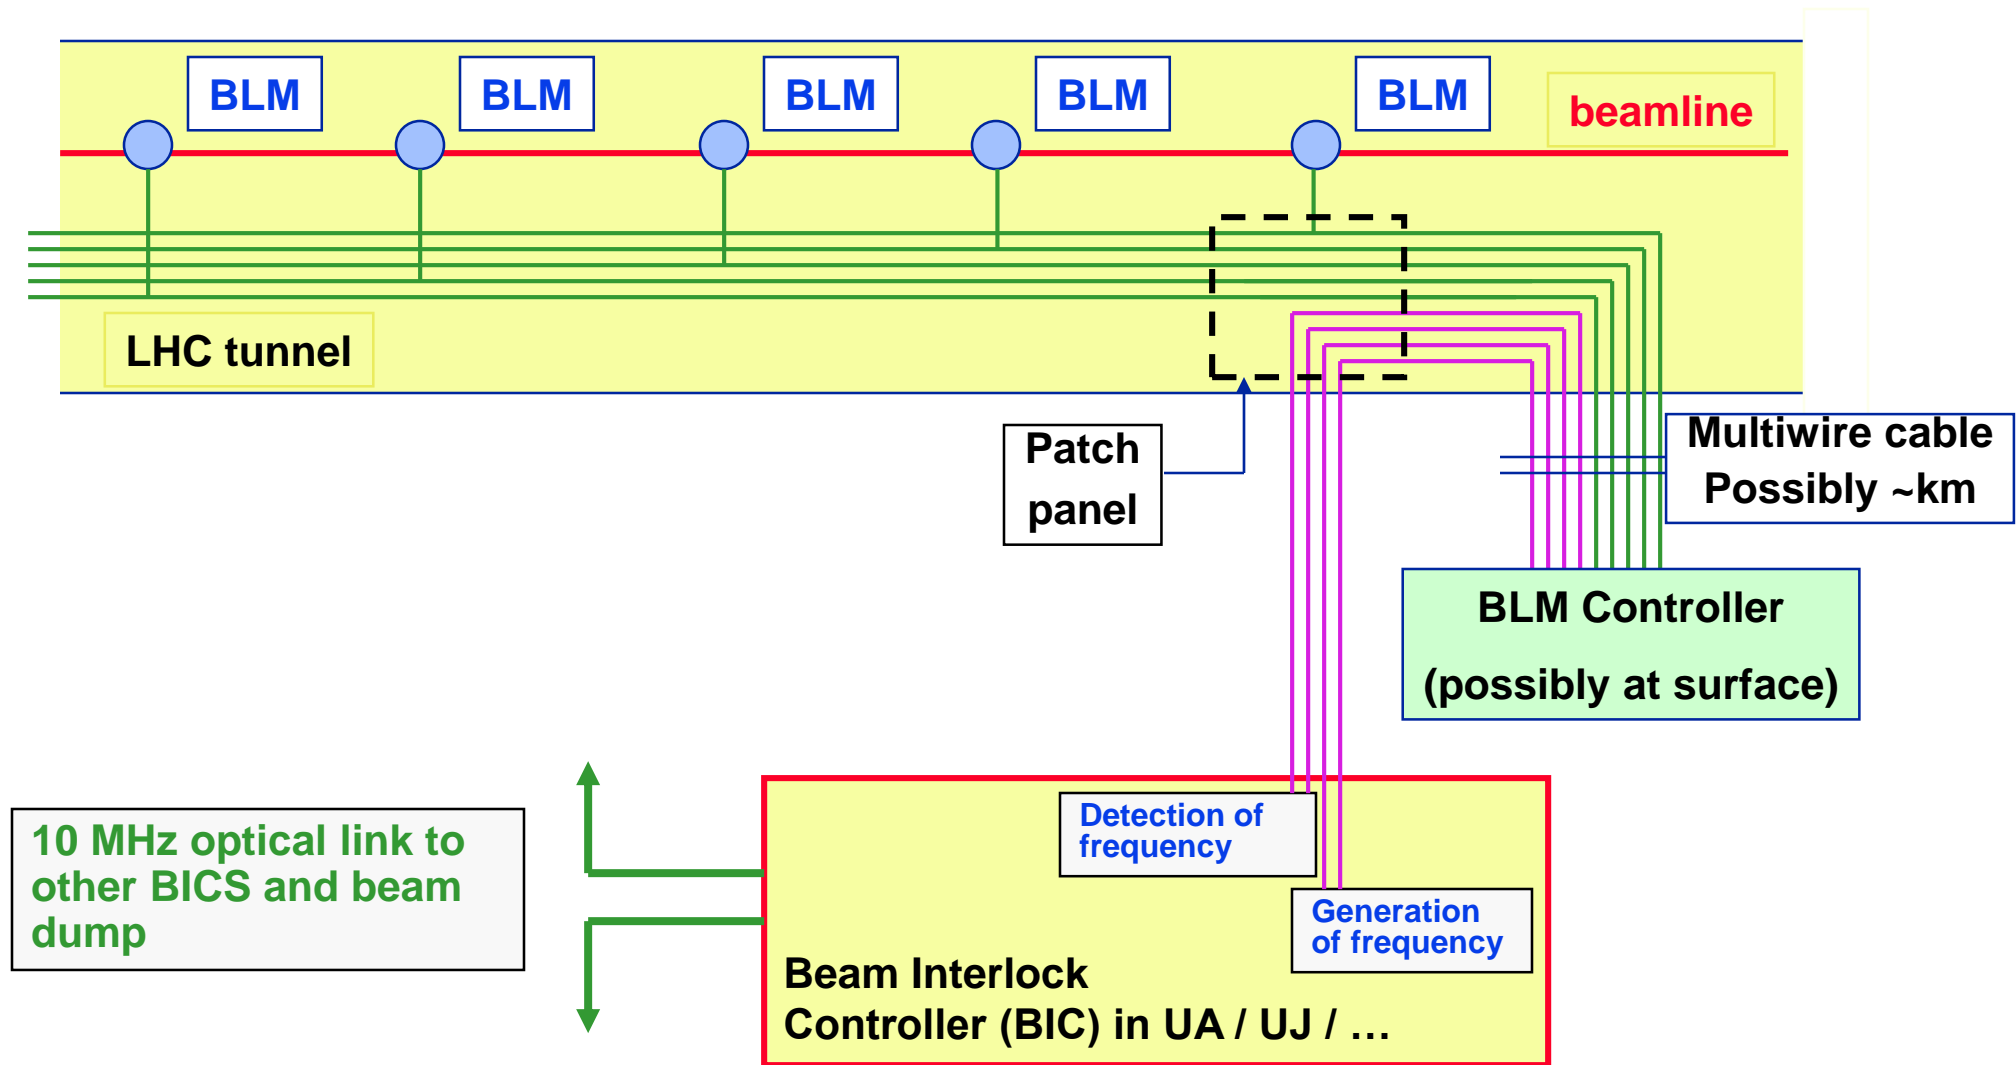 BLM
BLM
BLM
BLM
BLM
beamline
LHC tunnel
Patch
panel
Multiwire cable
Possibly ~km
BLM Controller
(possibly at surface)
10 MHz optical link to
other BICS and beam
dump
Detection of
frequency
Generation
of frequency
Beam Interlock
Controller (BIC) in UA / UJ / …